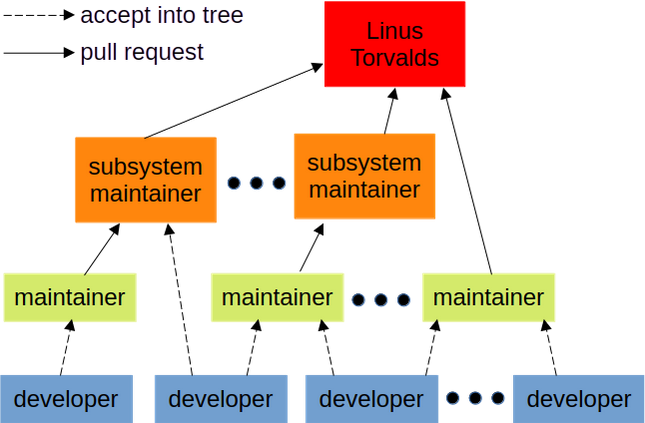 accept into tree
pull request
Linus
Torvalds
subsystem
maintainer
subsystem
maintainer
maintainer
maintainer
maintainer
developer
developer
developer
developer